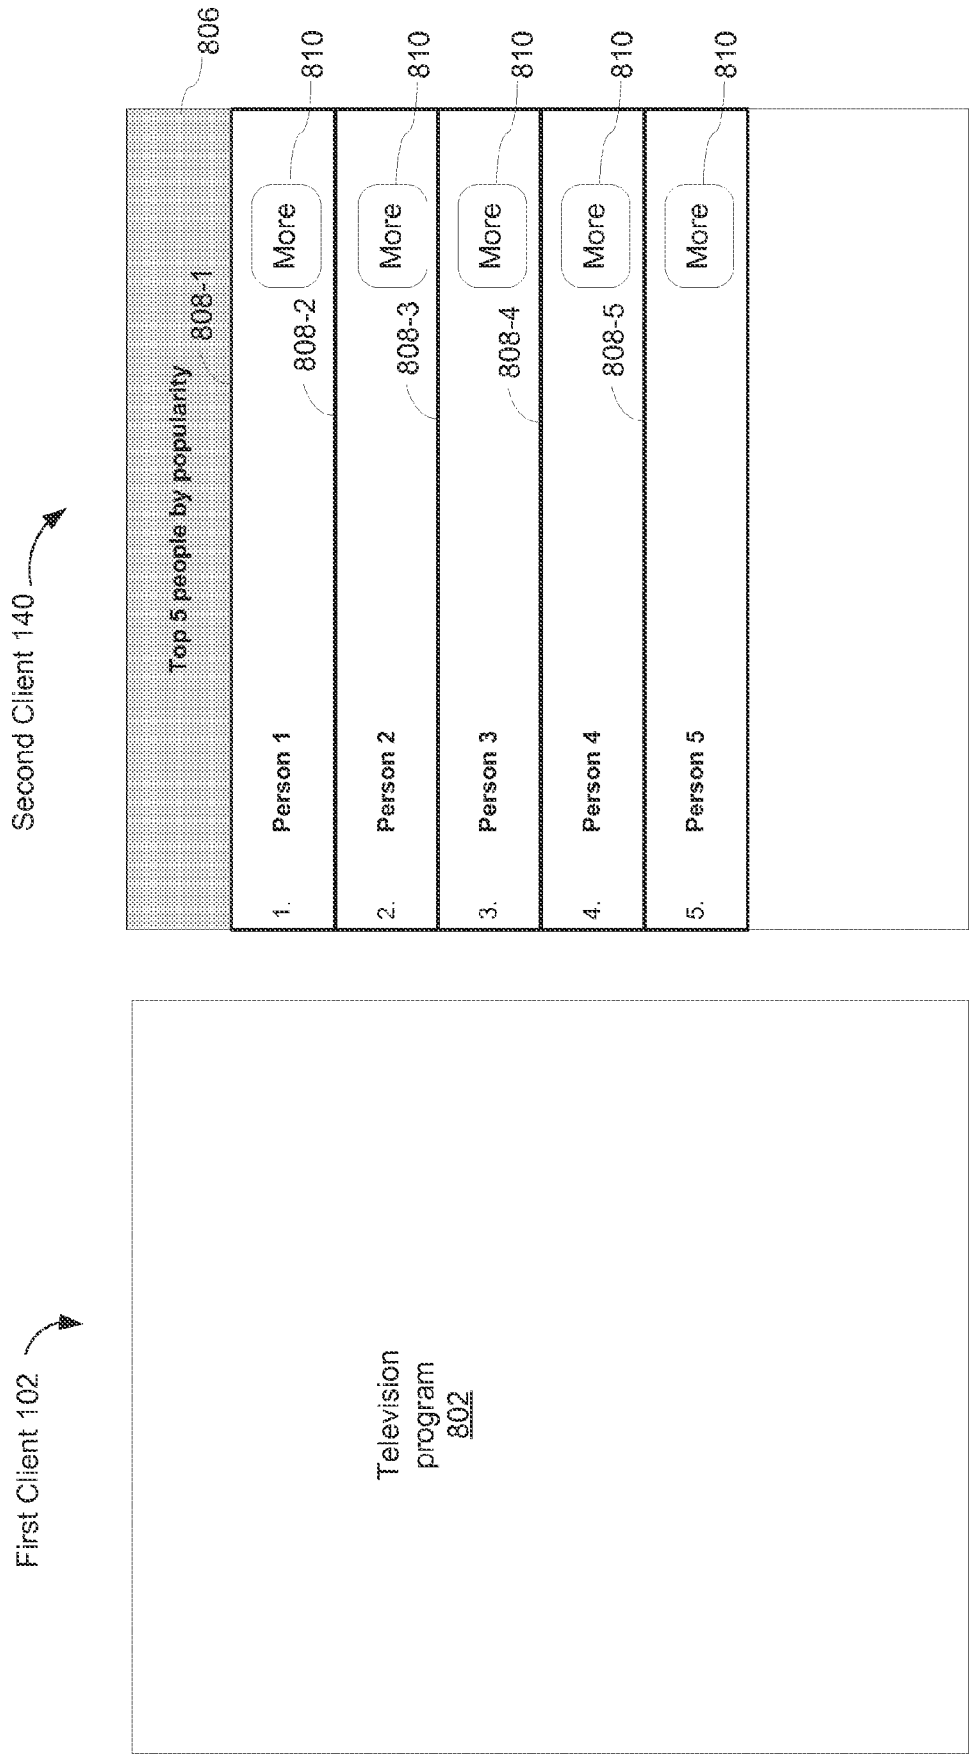 First Client 102
Television
program
802
Second Client 140
806
Top 5 people by popularity
808-1
1.
Person 1
More
810
808-2
2.
Person 2
More
810
808-3
3.
Person 3
More
810
808-4
4.
Person 4
More
810
808-5
5.
Person 5
More
810